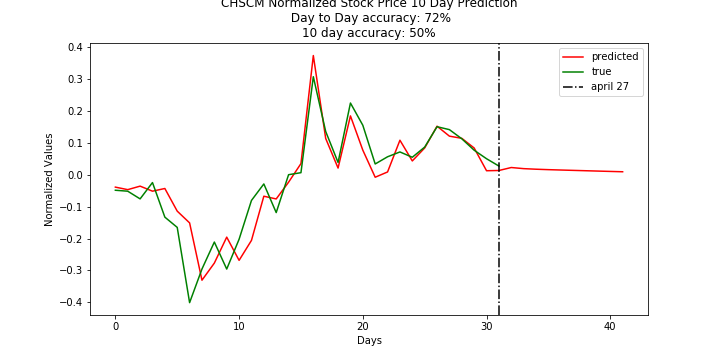 CHSCM Normalized Stock Price 10 Day Prediction
Day to Day accuracy: 72%
10 day accuracy: 50%
0.4
0.3
0.2
0.1
0.0
−0.1
−0.2
−0.3
−0.4
Normalized Values
0
10
20
30
40
Days
predicted
true
april 27